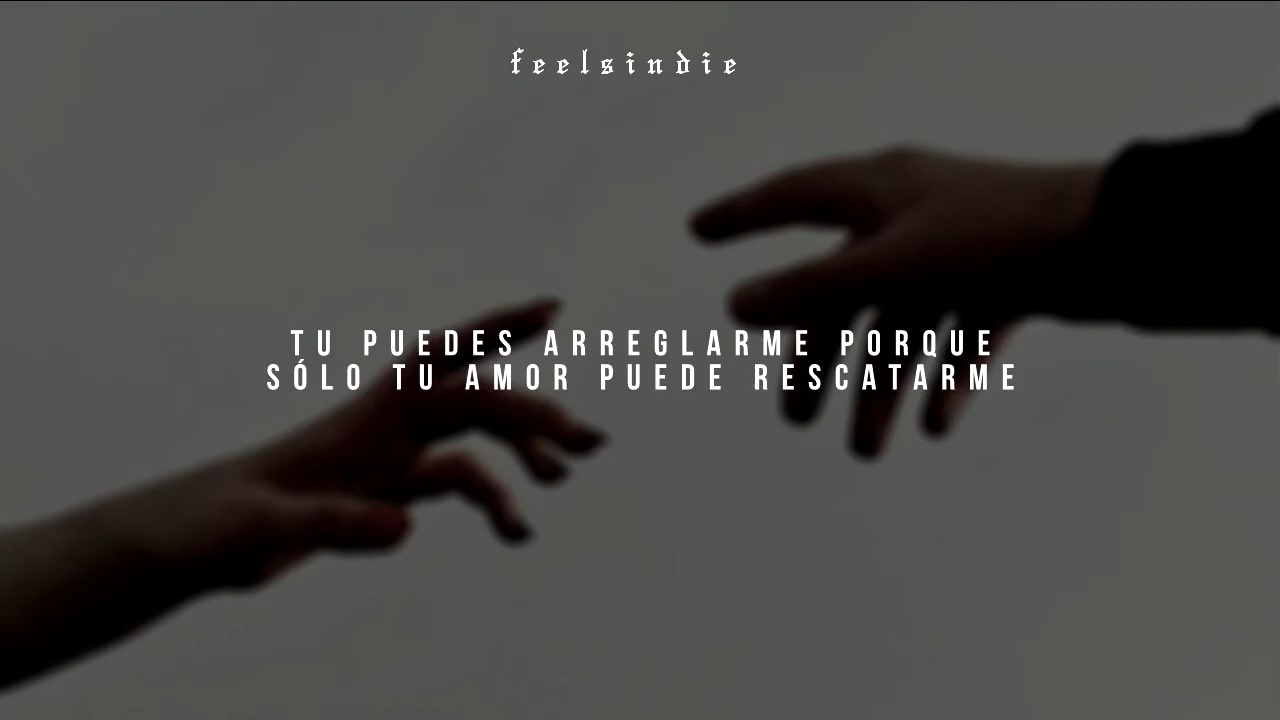 feelsindie
TU PUEDES ARREGLARME PORQUE
SÓLO TU AMOR PUEDE RESCATARME